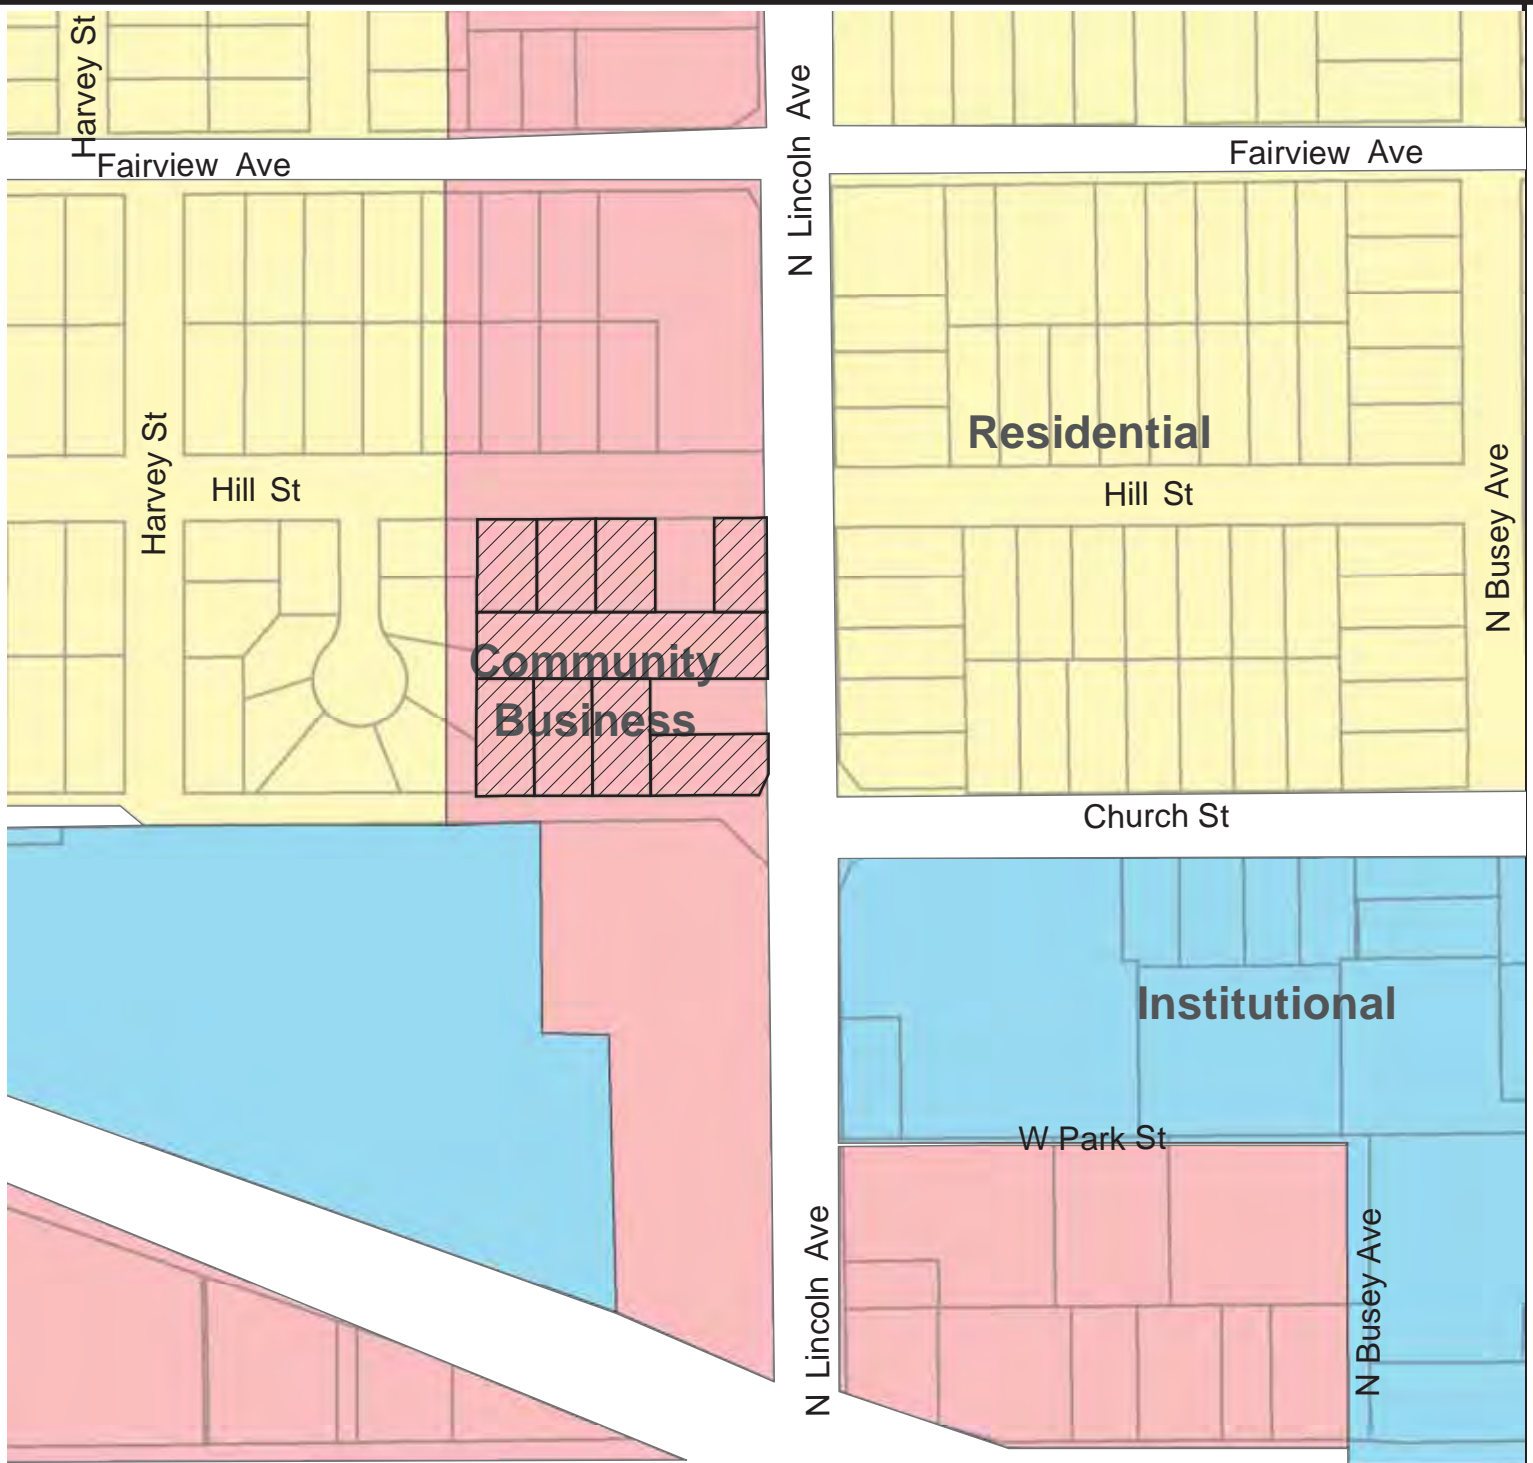 Harvey St
N Lincoln Ave
Fairview Ave
Fairview Ave
Harvey St
Residential
N Busey Ave
Hill St
Hill St
Community
Business
Church St
Institutional
W Park St
N Lincoln Ave
N Busey Ave